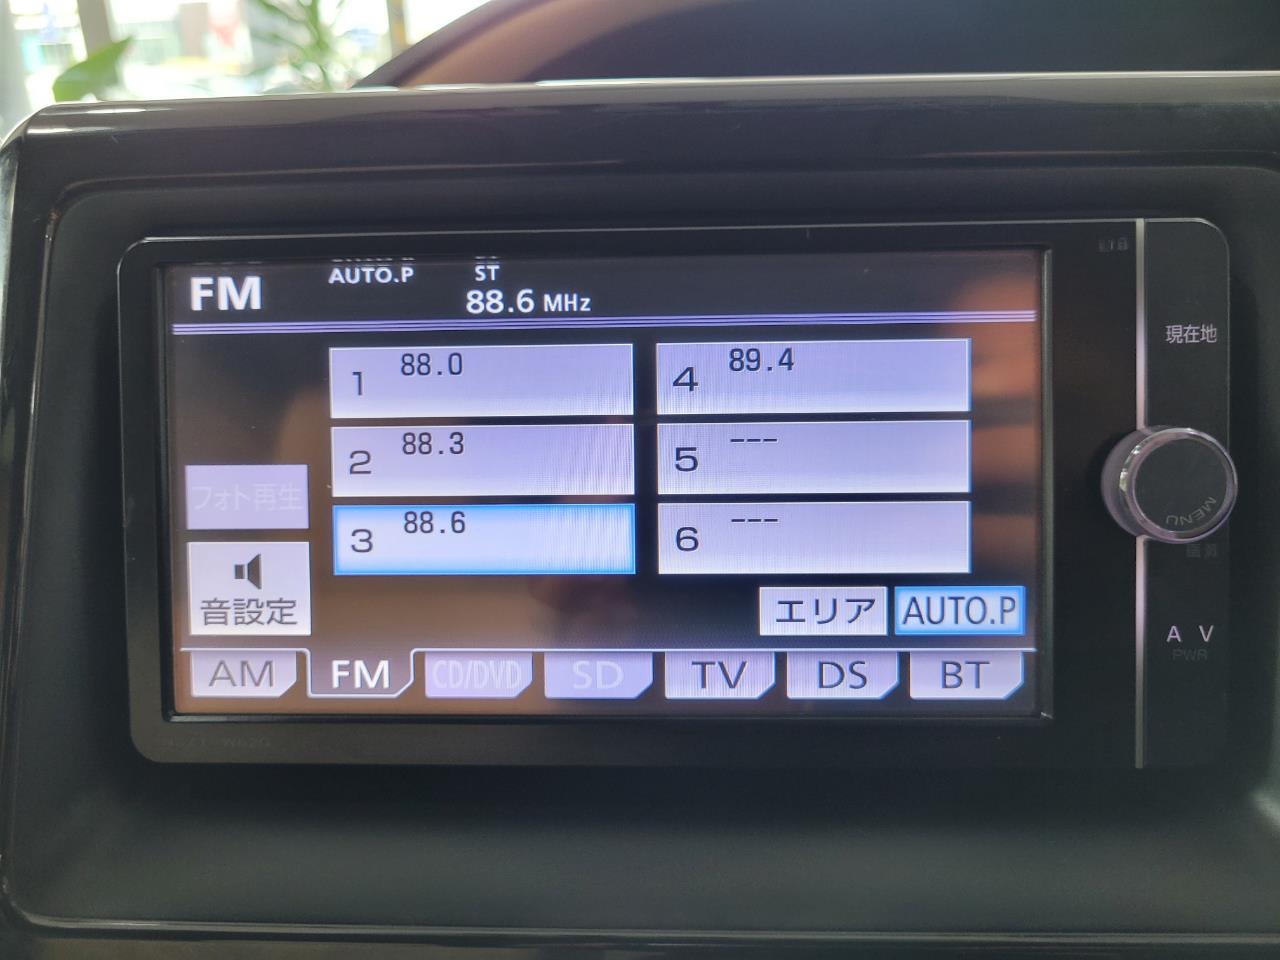 FM
AUTO.P
ST
88.6 MHz
1 88.0
2 88.3
3 88.6
4 89.4
5 ---
6 ---
フォト再生
音設定
エリア
AUTO.P
AM
FM
CD/DVD
SD
TV
DS
BT
現在地
MENU
画質
A V
PWR